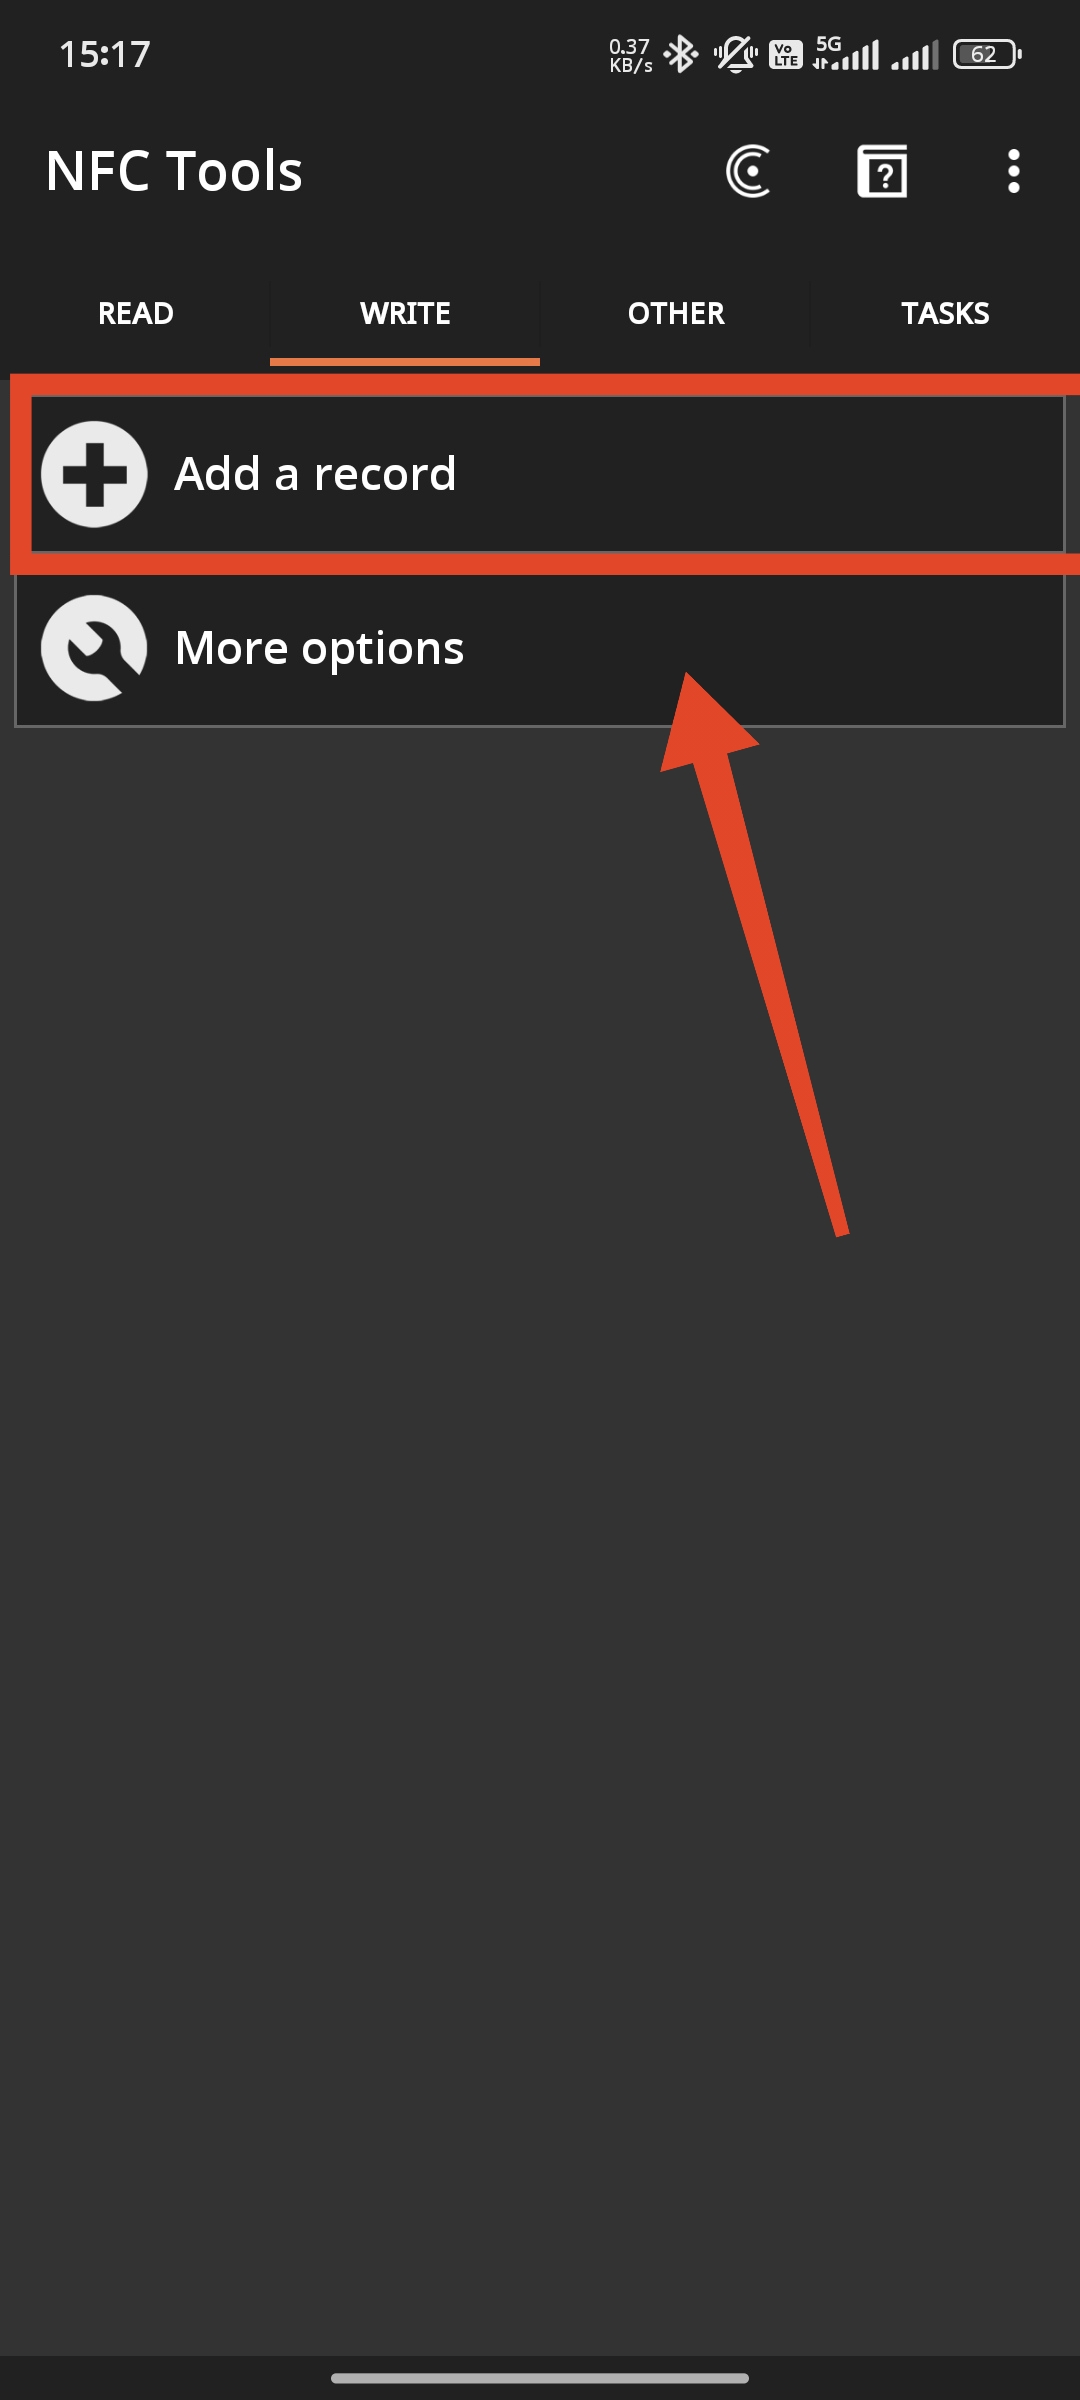 15:17
0.37
KB/s
Vo
LTE
5G
62
NFC Tools
?
READ
WRITE
OTHER
TASKS
Add a record
More options